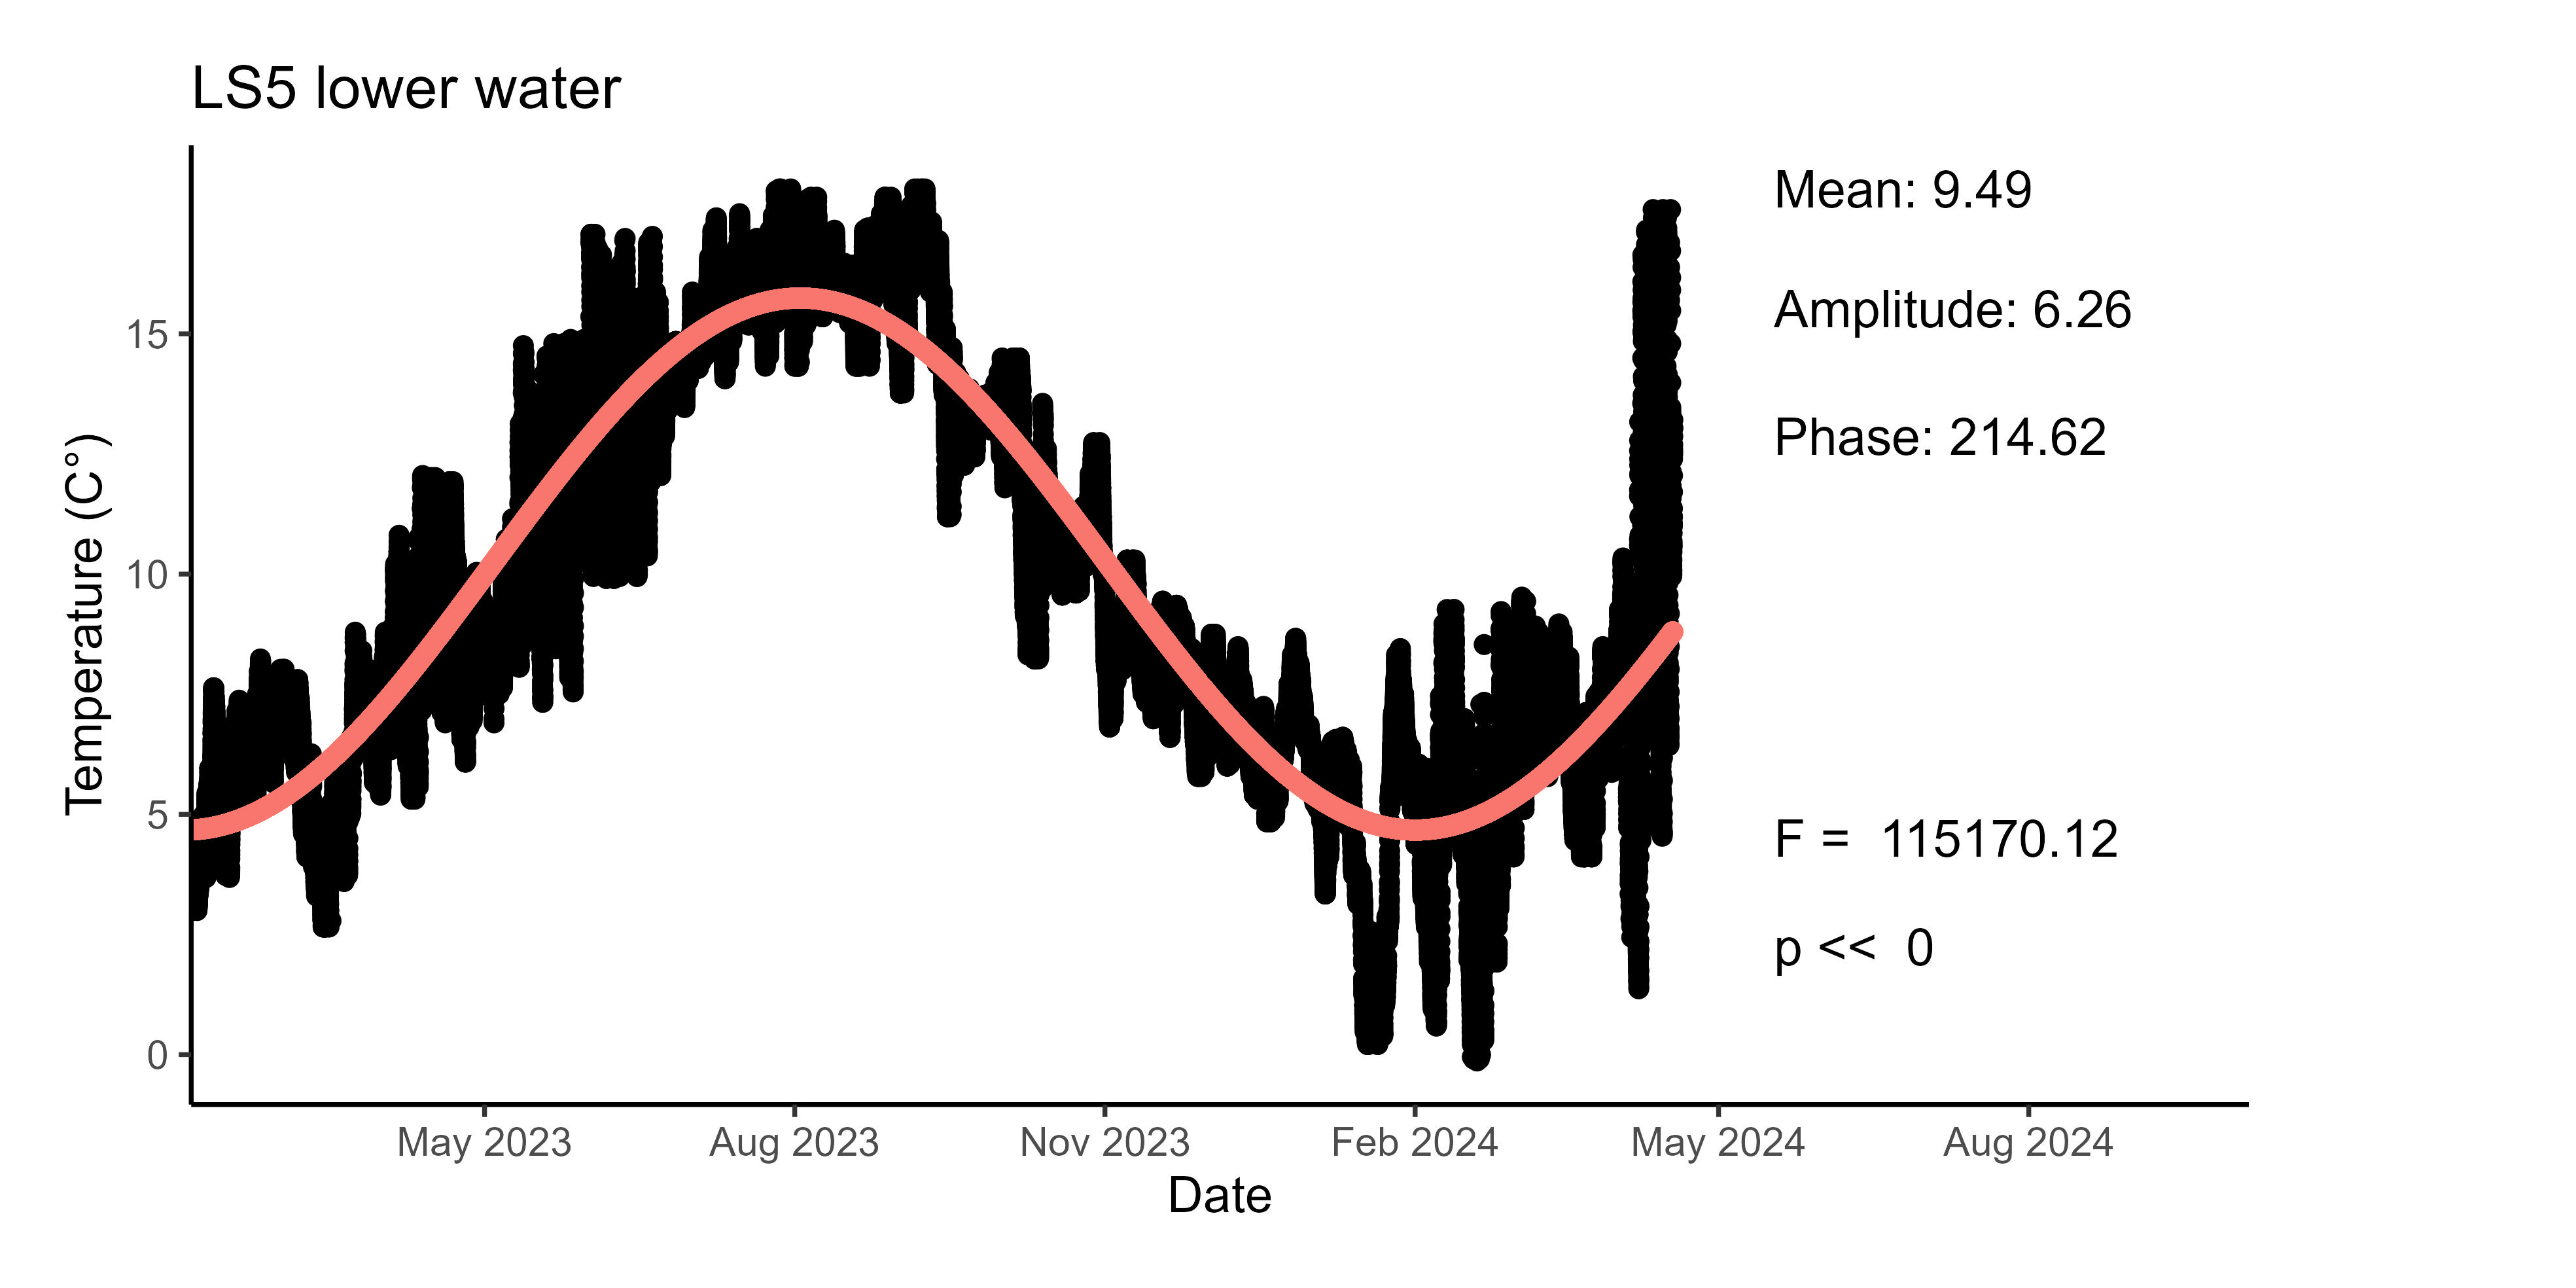 LS5 lower water
Mean: 9.49
Amplitude: 6.26
Phase: 214.62
F =  115170.12
p <<  0
Temperature (C°)
15
10
5
0
May 2023
Aug 2023
Nov 2023
Feb 2024
May 2024
Aug 2024
Date